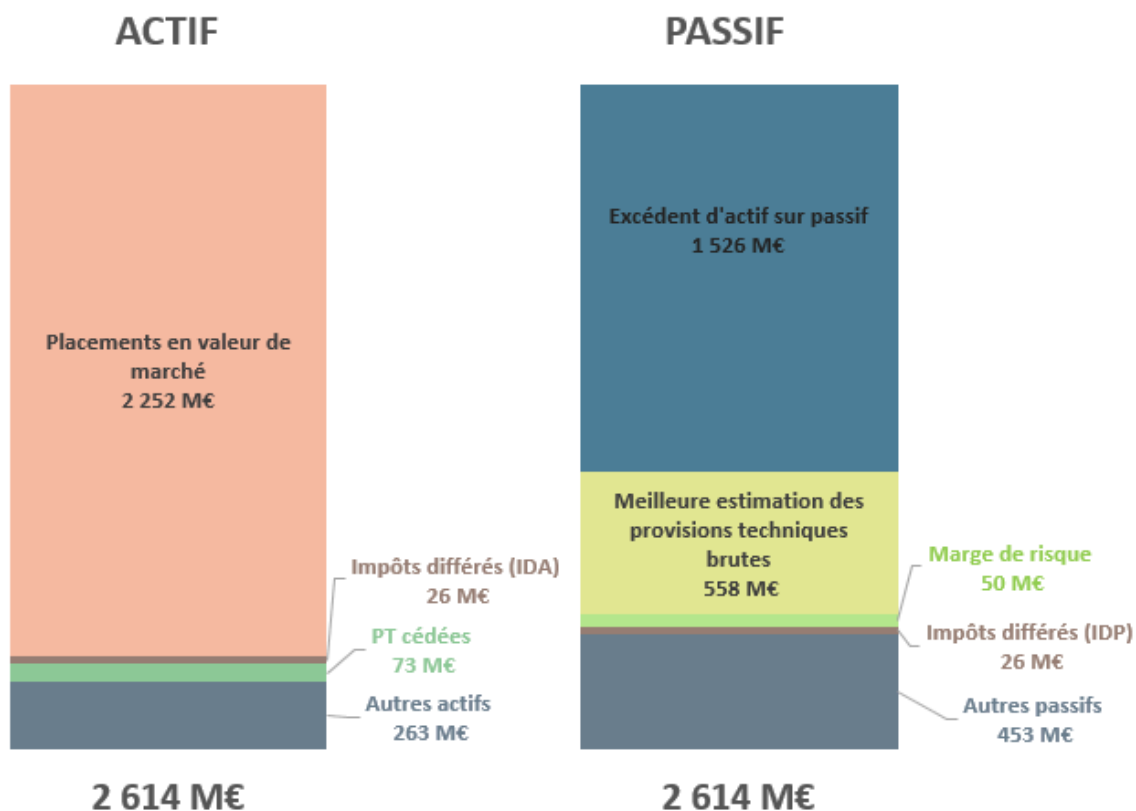 ACTIF
PASSIF
Excédent d'actif sur passif
1 526 M€
Placements en valeur de
marché
2 252 M€
Meilleure estimation des
provisions techniques
brutes
558 M€
Impôts différés (IDA)
26 M€
PT cédées
73 M€
Autres actifs
263 M€
Marge de risque
50 M€
Impôts différés (IDP)
26 M€
Autres passifs
453 M€
2 614 M€
2 614 M€